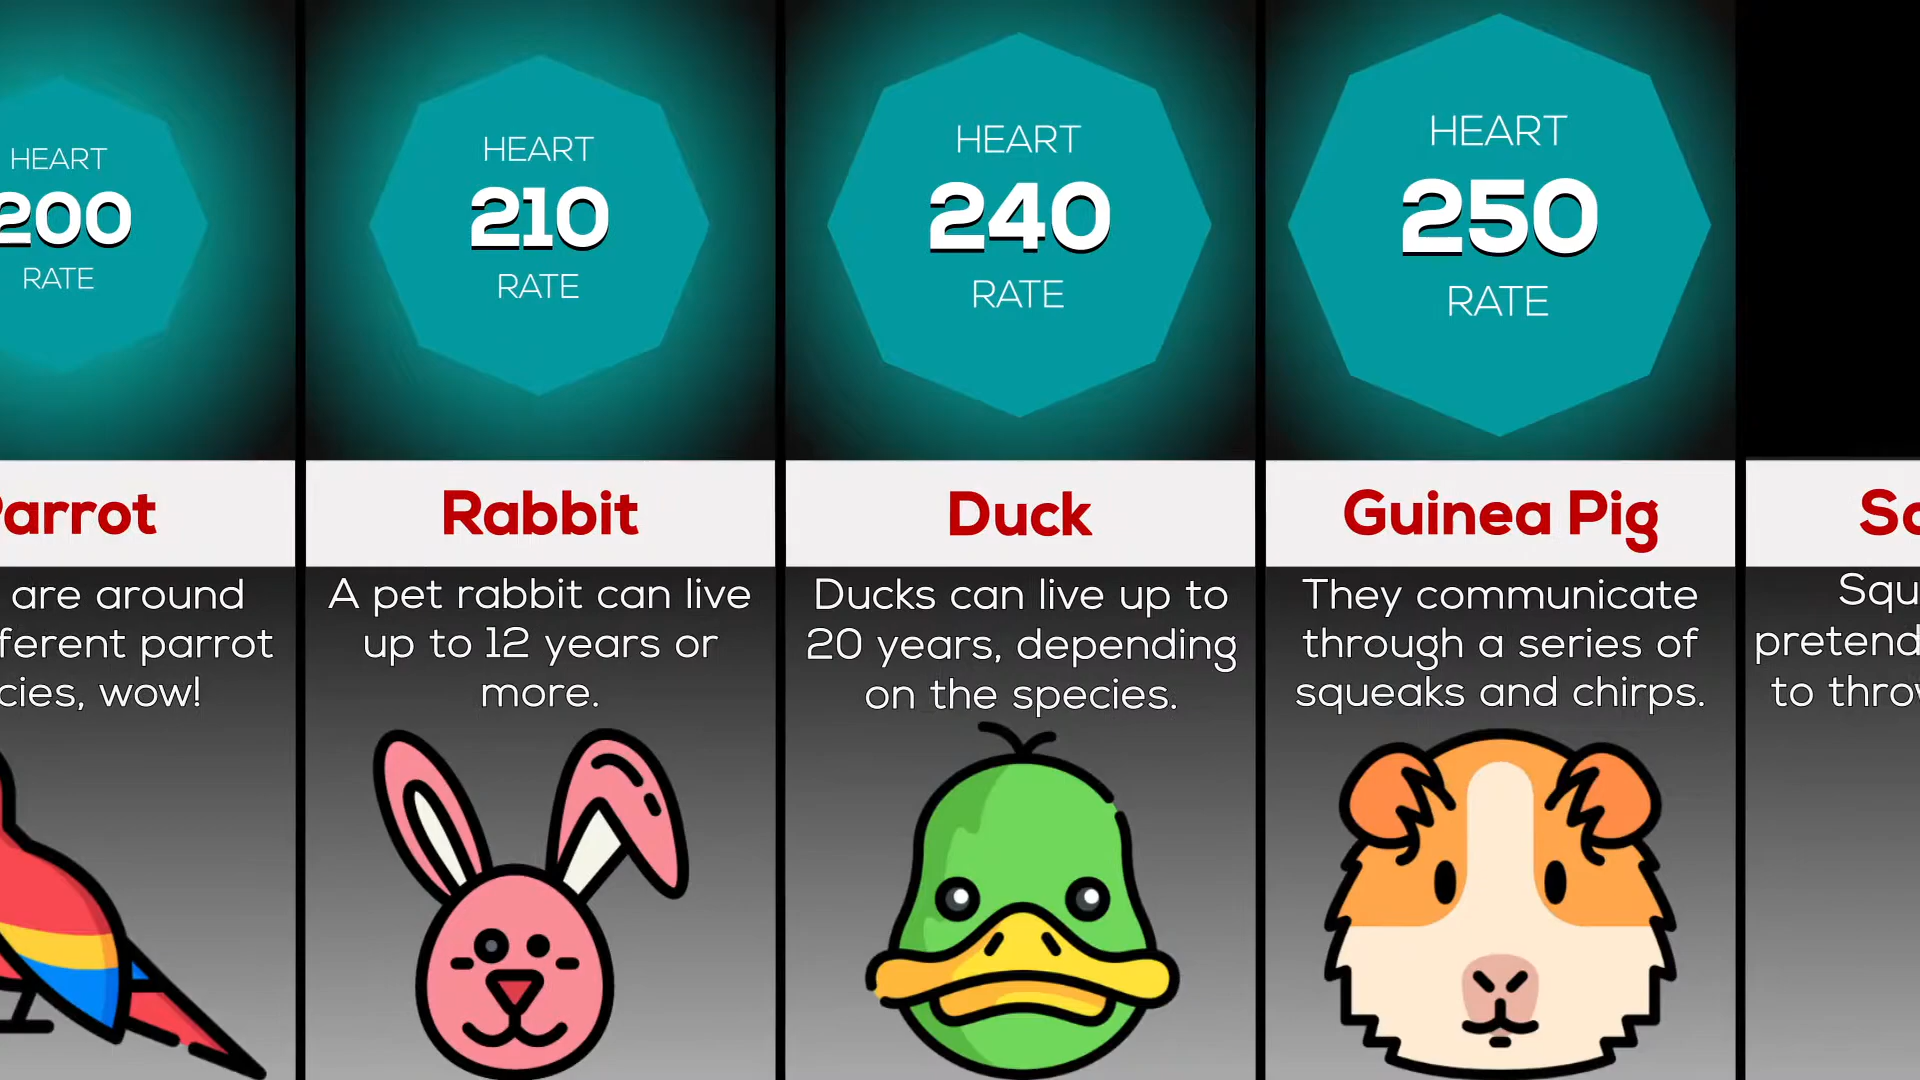 HEART
200
RATE
arrot
are around
ferent parrot
cies, wow!
HEART
210
RATE
Rabbit
A pet rabbit can live
up to 12 years or
more.
HEART
240
RATE
Duck
Ducks can live up to
20 years, depending
on the species.
HEART
250
RATE
Guinea Pig
They communicate
through a series of
squeaks and chirps.
Squ
pretend
to throw